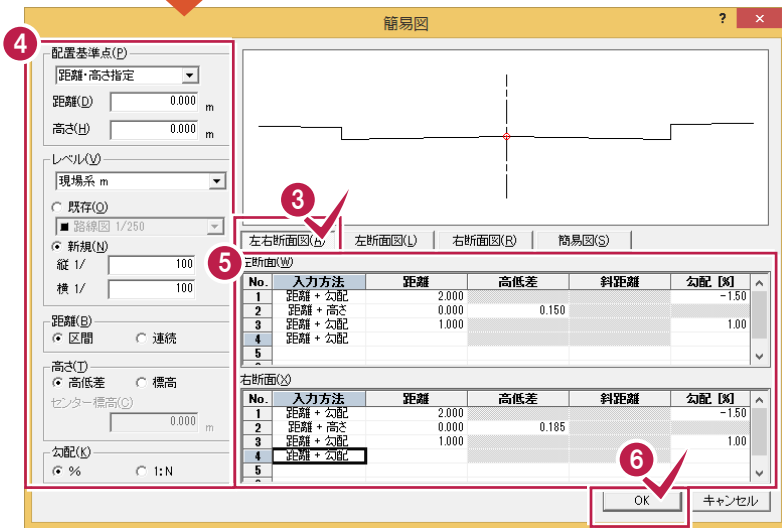 簡易図
? ×
4
配置基準点(P)
距離・高さ指定
距離(D) 0.000 m
高さ(H) 0.000 m
レベル(V)
現場系 m
既存(O)
路線図 1/250
新規(N)
縦 1/ 100
横 1/ 100
距離(B)
区間 連続
高さ(T)
高低差 標高
センター標高(C)
0.000 m
勾配(K)
% 1:N
3
左右断面図( 左断面図(L) 右断面図(R) 簡易図(S)
5
左断面(W)
No. 入力方法 距離 高低差 斜距離 勾配 [%]
1 距離 + 勾配 2.000 -1.50
2 距離 + 高さ 0.000 0.150
3 距離 + 勾配 1.000 1.00
4 距離 + 勾配
5
右断面(X)
No. 入力方法 距離 高低差 斜距離 勾配 [%]
1 距離 + 勾配 2.000 -1.50
2 距離 + 高さ 0.000 0.185
3 距離 + 勾配 1.000 1.00
4 距離 + 勾配
5
6
OK キャンセル